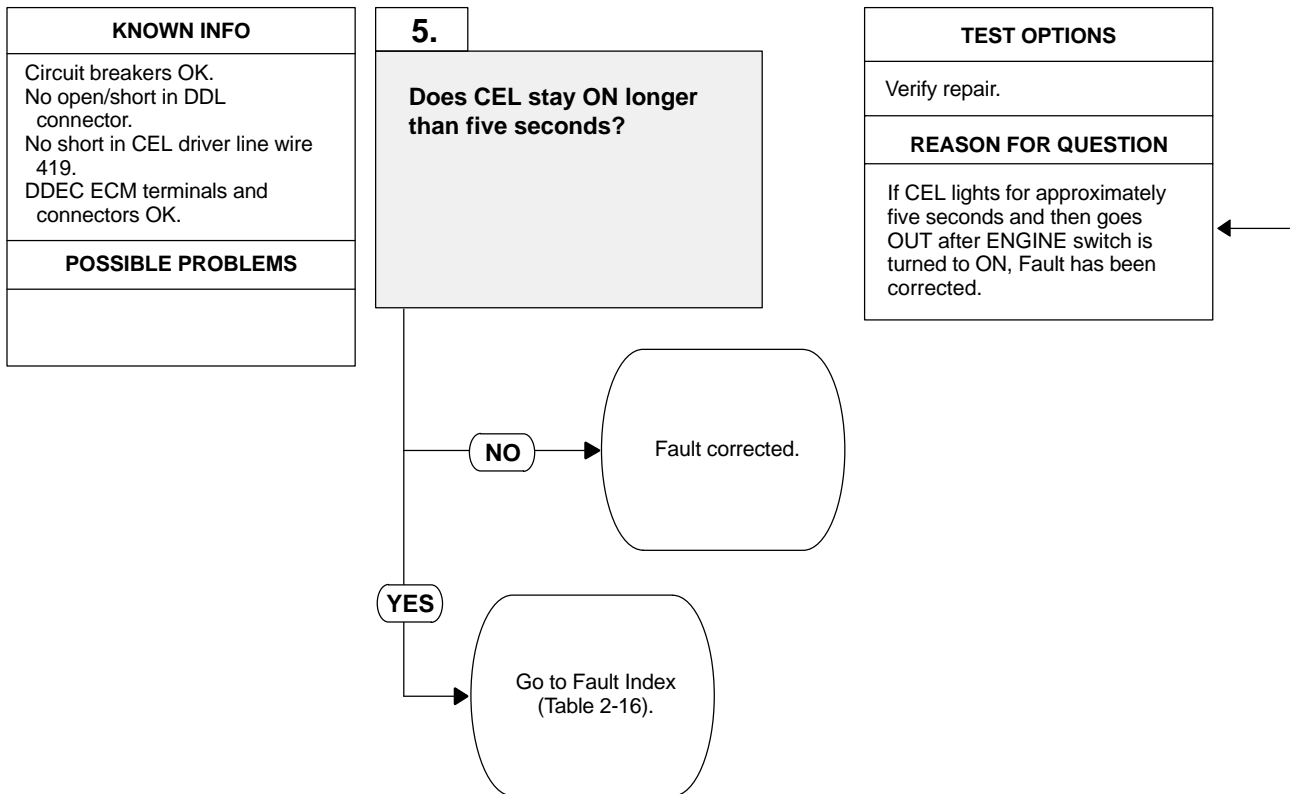 KNOWN INFO
Circuit breakers OK.
No open/short in DDL
connector.
No short in CEL driver line wire
419.
DDEC ECM terminals and
connectors OK.
POSSIBLE PROBLEMS
5.
Does CEL stay ON longer
than five seconds?
TEST OPTIONS
Verify repair.
REASON FOR QUESTION
If CEL lights for approximately
five seconds and then goes
OUT after ENGINE switch is
turned to ON, Fault has been
corrected.
NO
Fault corrected.
YES
Go to Fault Index
(Table 2-16).